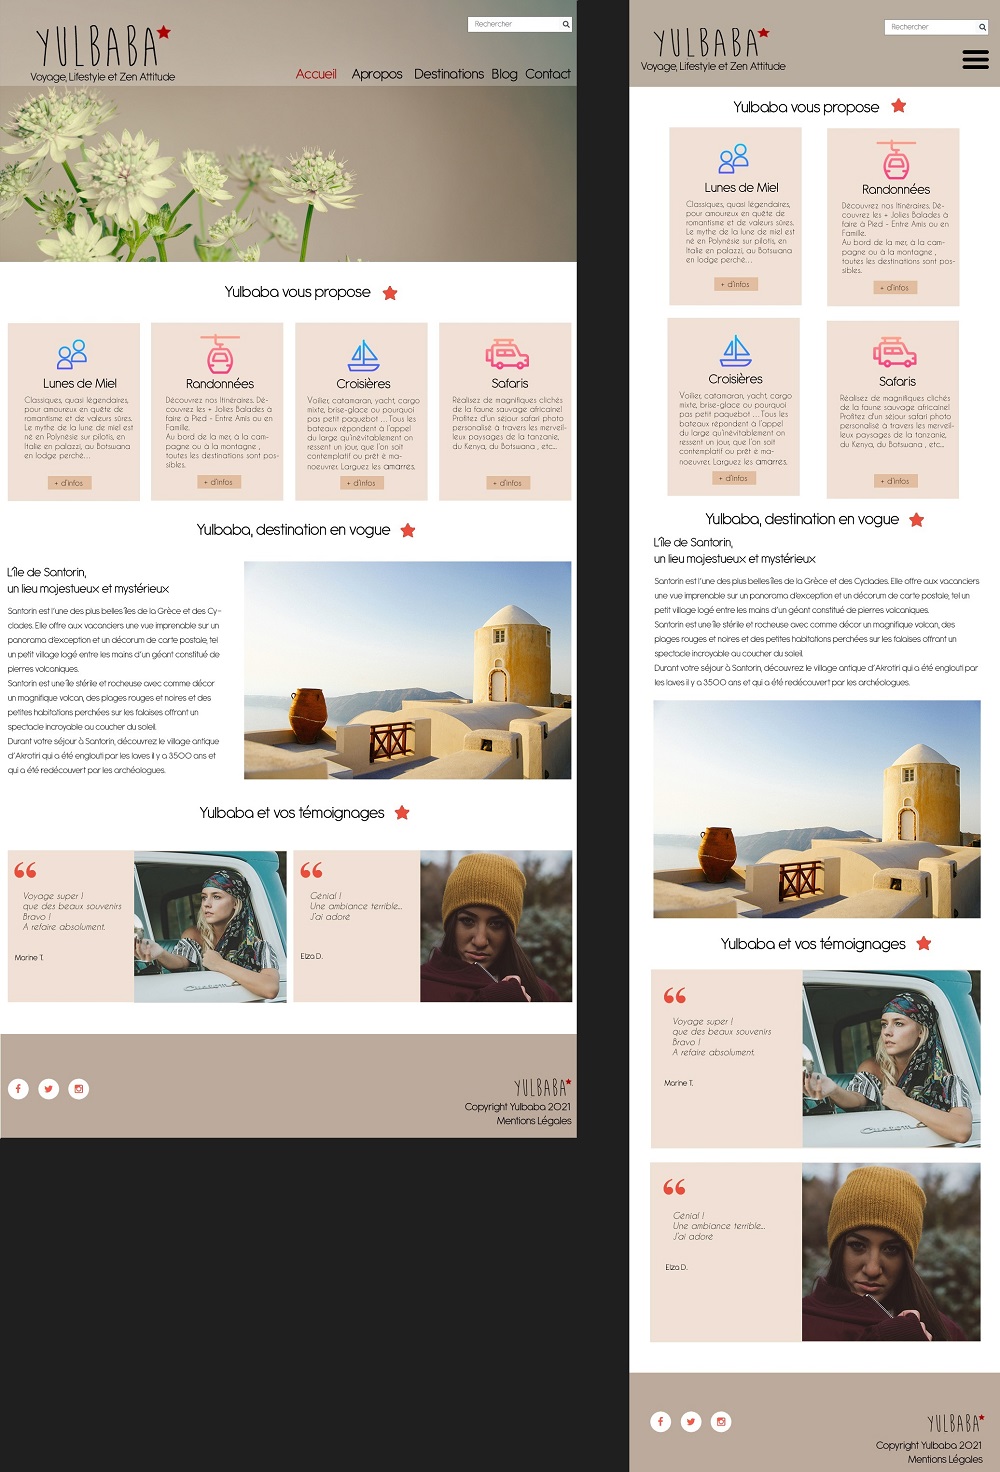 YULBABA
Voyage, Lifestyle et Zen Attitude
Rechercher
Accueil Apropos Destinations Blog Contact
Yulbaba vous propose
Lunes de Miel
Classiques, quasi légendaires,
pour amoureux en quête de
romantisme et de valeurs sûres.
Le mythe de la lune de miel est
né en Polynésie sur pilotis, en
Italie en palazzi, au Botswana
en lodge perché...
+ d'infos
Randonnées
Découvrez nos Itinéraires. Dé-
couvrez les + Jolies Balades à
faire à Pied - Entre Amis ou en
Famille.
Au bord de la mer, à la cam-
pagne ou à la montagne ,
toutes les destinations sont pos-
sibles.
+ d'infos
Croisières
Voilier, catamaran, yacht, cargo
mixte, brise-glace ou pourquoi
pas petit paquebot ... Tous les
bateaux répondent à l'appel
du large qu'inévitablement on
ressent un jour, que l'on soit
contemplatif ou prêt è ma-
noeuvrer. Larguez les amarres.
+ d'infos
Safaris
Réalisez de magnifiques clichés
de la faune sauvage africaine!
Profitez d'un séjour safari photo
personalisé à travers les merveil-
leux paysages de la tanzanie,
du Kenya, du Botswana , etc...
+ d'infos
Yulbaba, destination en vogue
L'île de Santorin,
un lieu majestueux et mystérieux
Santorin est l'une des plus belles îles de la Grèce et des Cy-
clades. Elle offre aux vacanciers une vue imprenable sur un
panorama d'exception et un décorum de carte postale, tel
un petit village logé entre les mains d'un géant constitué de
pierres volcaniques.
Santorin est une île stérile et rocheuse avec comme décor
un magnifique volcan, des plages rouges et noires et des
petites habitations perchées sur les falaises offrant un
spectacle incroyable au coucher du soleil.
Durant votre séjour à Santorin, découvrez le village antique
d'Akrotiri qui a été englouti par les laves il y a 3500 ans et
qui a été redécouvert par les archéologues.
Yulbaba et vos témoignages
Voyage super !
que des beaux souvenirs
Bravo !
A refaire absolument.
Marine T.
Génial !
Une ambiance terrible...
J'ai adoré
Elza D.
YULBABA
Copyright Yulbaba 2021
Mentions Légales
YULBABA
Voyage, Lifestyle et Zen Attitude
Rechercher
Yulbaba vous propose
Lunes de Miel
Classiques, quasi légendaires,
pour amoureux en quête de
romantisme et de valeurs sûres.
Le mythe de la lune de miel est
né en Polynésie sur pilotis, en
Italie en palazzi, au Botswana
en lodge perché...
+ d'infos
Randonnées
Découvrez nos Itinéraires. Dé-
couvrez les + Jolies Balades à
faire à Pied - Entre Amis ou en
Famille.
Au bord de la mer, à la cam-
pagne ou à la montagne ,
toutes les destinations sont pos-
sibles.
+ d'infos
Croisières
Voilier, catamaran, yacht, cargo
mixte, brise-glace ou pourquoi
pas petit paquebot ... Tous les
bateaux répondent à l'appel
du large qu'inévitablement on
ressent un jour, que l'on soit
contemplatif ou prêt è ma-
noeuvrer. Larguez les amarres.
+ d'infos
Safaris
Réalisez de magnifiques clichés
de la faune sauvage africaine!
Profitez d'un séjour safari photo
personalisé à travers les merveil-
leux paysages de la tanzanie,
du Kenya, du Botswana , etc...
+ d'infos
Yulbaba, destination en vogue
L'île de Santorin,
un lieu majestueux et mystérieux
Santorin est l'une des plus belles îles de la Grèce et des Cyclades. Elle offre aux vacanciers
une vue imprenable sur un panorama d'exception et un décorum de carte postale, tel un
petit village logé entre les mains d'un géant constitué de pierres volcaniques.
Santorin est une île stérile et rocheuse avec comme décor un magnifique volcan, des
plages rouges et noires et des petites habitations perchées sur les falaises offrant un
spectacle incroyable au coucher du soleil.
Durant votre séjour à Santorin, découvrez le village antique d'Akrotiri qui a été englouti par
les laves il y a 3500 ans et qui a été redécouvert par les archéologues.
Yulbaba et vos témoignages
Voyage super !
que des beaux souvenirs
Bravo !
A refaire absolument.
Marine T.
Génial !
Une ambiance terrible...
J'ai adoré
Elza D.
YULBABA
Copyright Yulbaba 2021
Mentions Légales